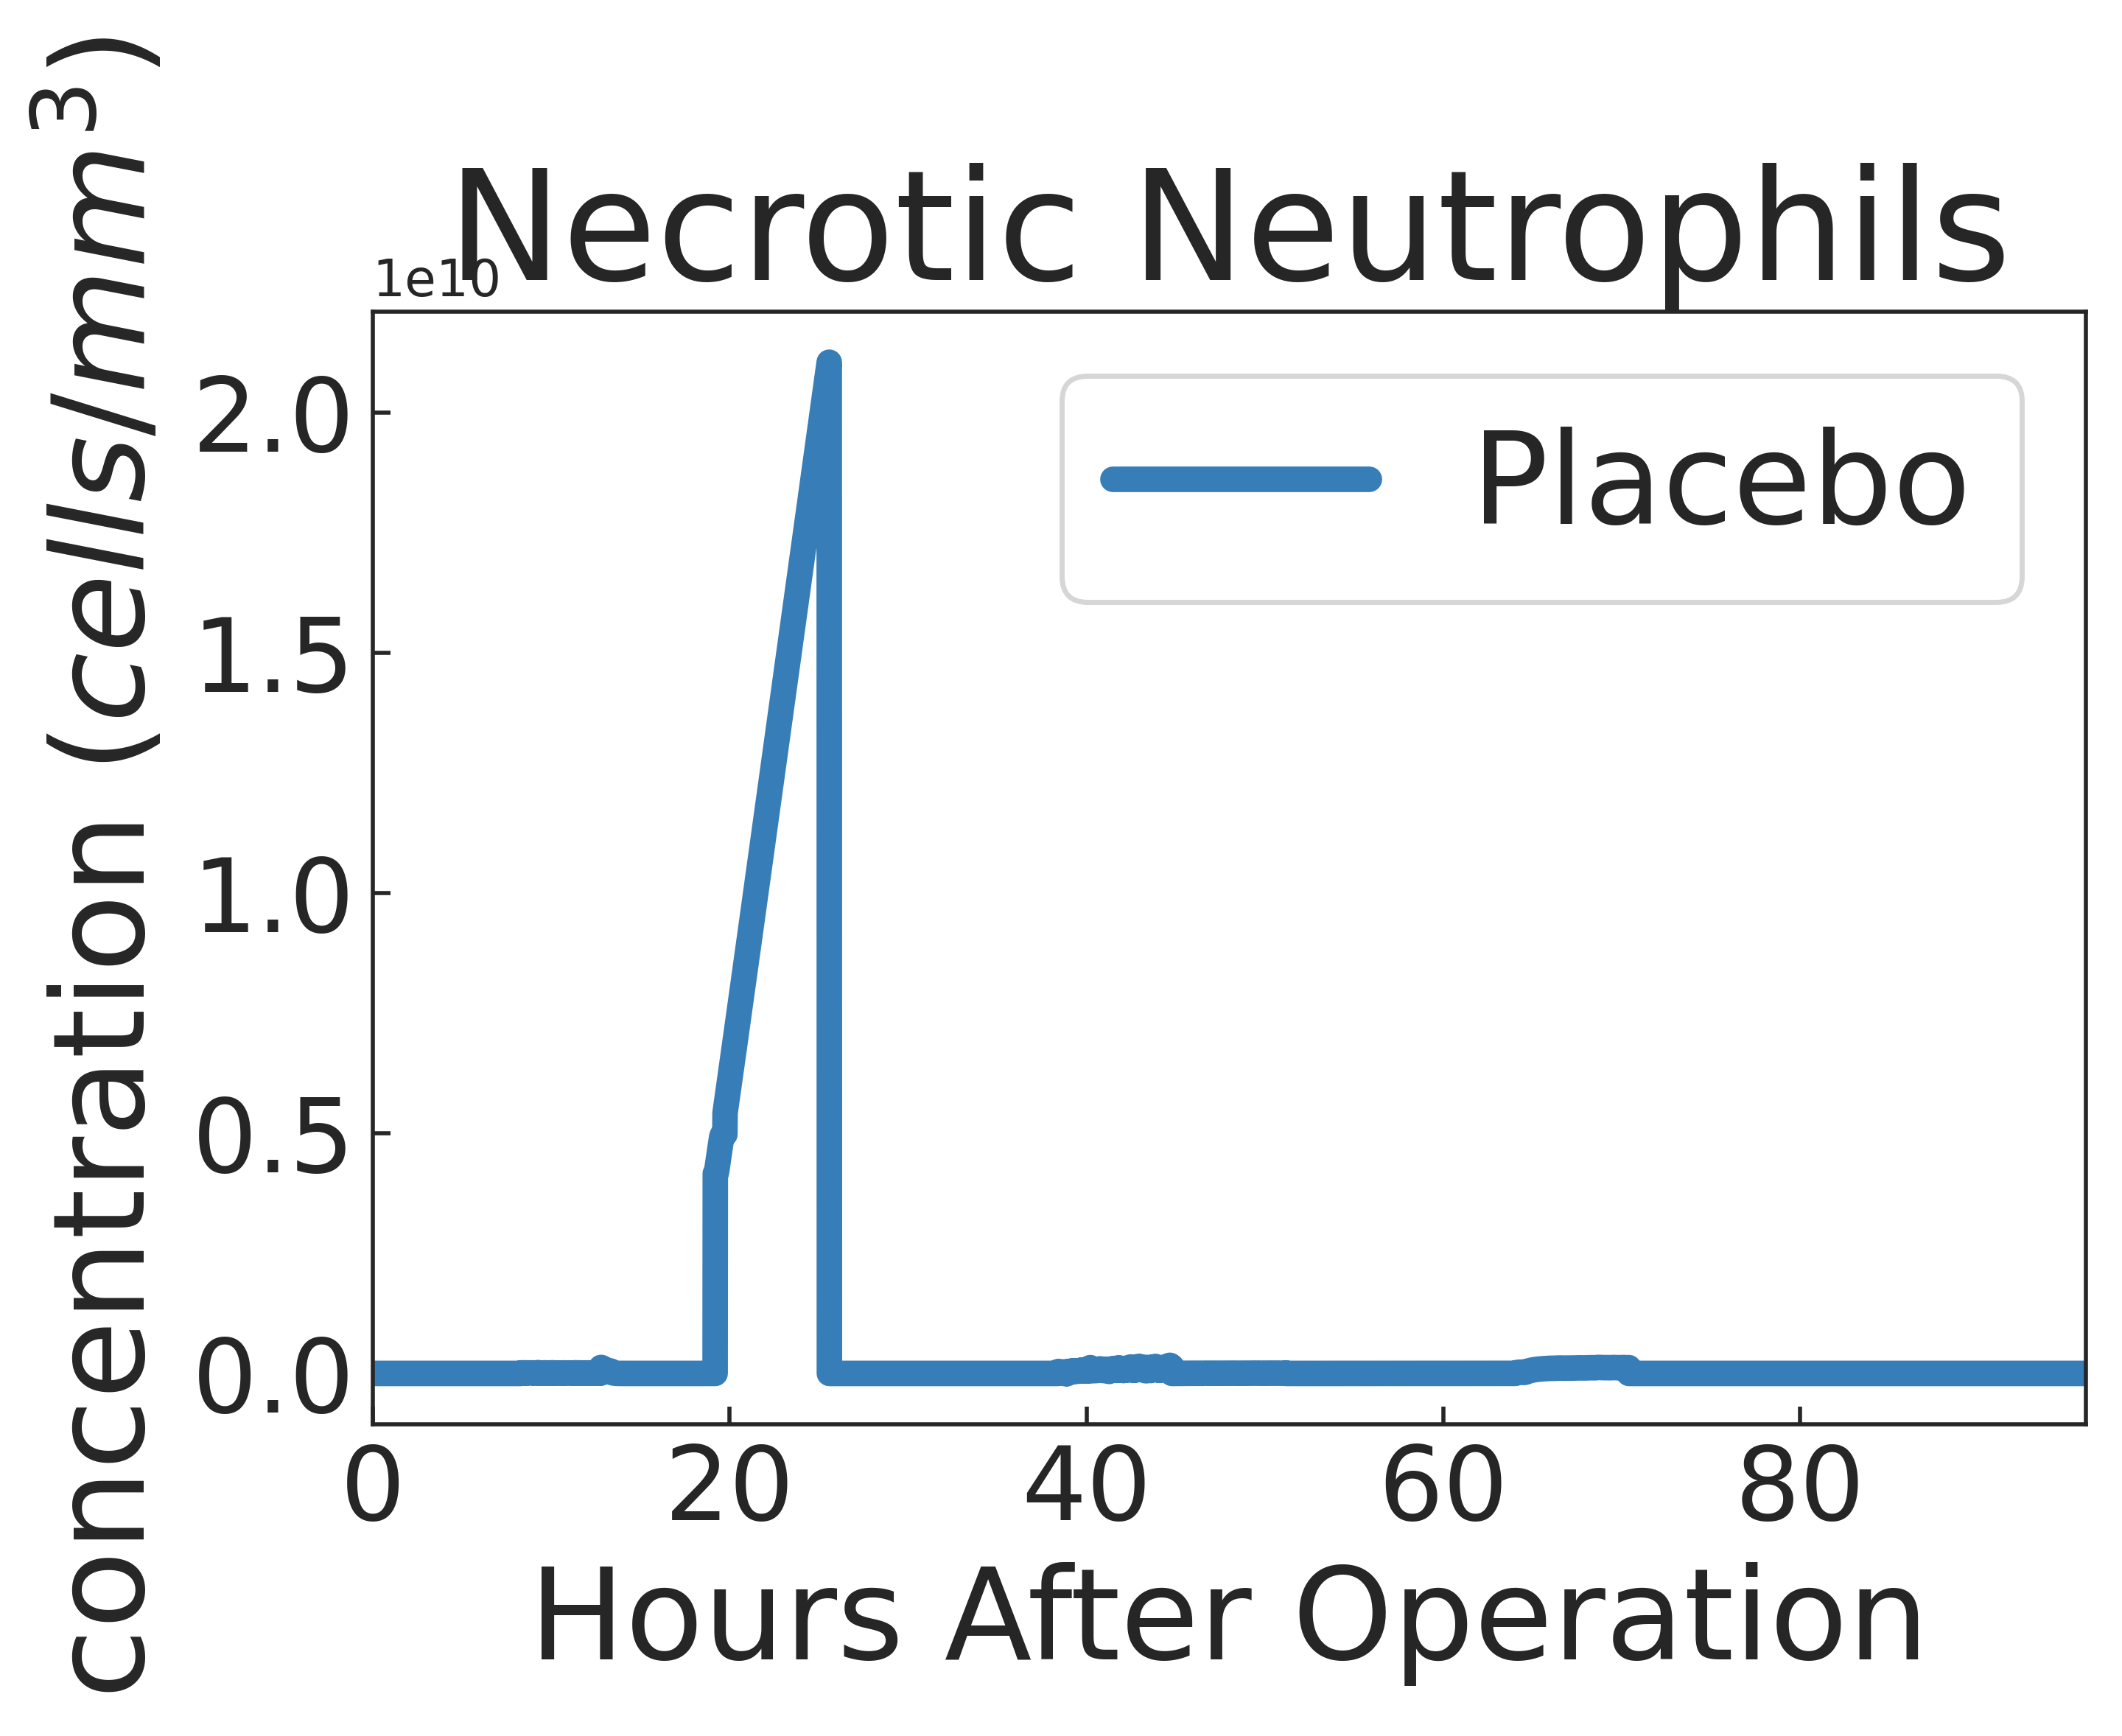 Necrotic Neutrophils
1e10
concentration (cells/mm³)
2.0
1.5
1.0
0.5
0.0
Placebo
0 20 40 60 80
Hours After Operation